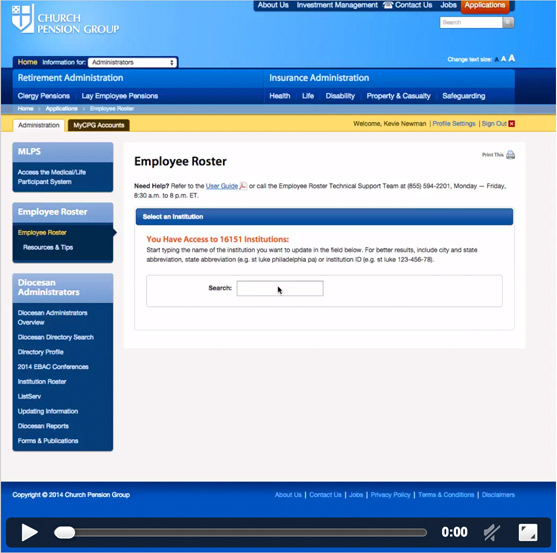 About Us Investment Management Contact Us Jobs Applications
CHURCH
PENSION GROUP
Search
Home Information for: Administrators
Change text size: A A A
Retirement Administration Insurance Administration
Clergy Pensions Lay Employee Pensions Health Life Disability Property & Casualty Safeguarding
Home > Applications > Employee Roster
Administration MyCPG Accounts
Welcome, Kevie Newman | Profile Settings | Sign Out
MLPS
Access the Medical/Life
Participant System
Employee Roster
Employee Roster
Resources & Tips
Diocesan
Administrators
Diocesan Administrators
Overview
Diocesan Directory Search
Directory Profile
2014 EBAC Conferences
Institution Roster
ListServ
Updating Information
Diocesan Reports
Forms & Publications
Employee Roster
Print This
Need Help? Refer to the User Guide or call the Employee Roster Technical Support Team at (855) 594-2201, Monday — Friday,
8:30 a.m. to 8 p.m. ET.
Select an Institution
You Have Access to 16151 Institutions:
Start typing the name of the institution you want to update in the field below. For better results, include city and state
abbreviation, state abbreviation (e.g. st luke philadelphia pa) or institution ID (e.g. st luke 123-456-78).
Search:
Copyright © 2014 Church Pension Group
About Us | Contact Us | Jobs | Privacy Policy | Terms & Conditions | Disclaimers
0:00